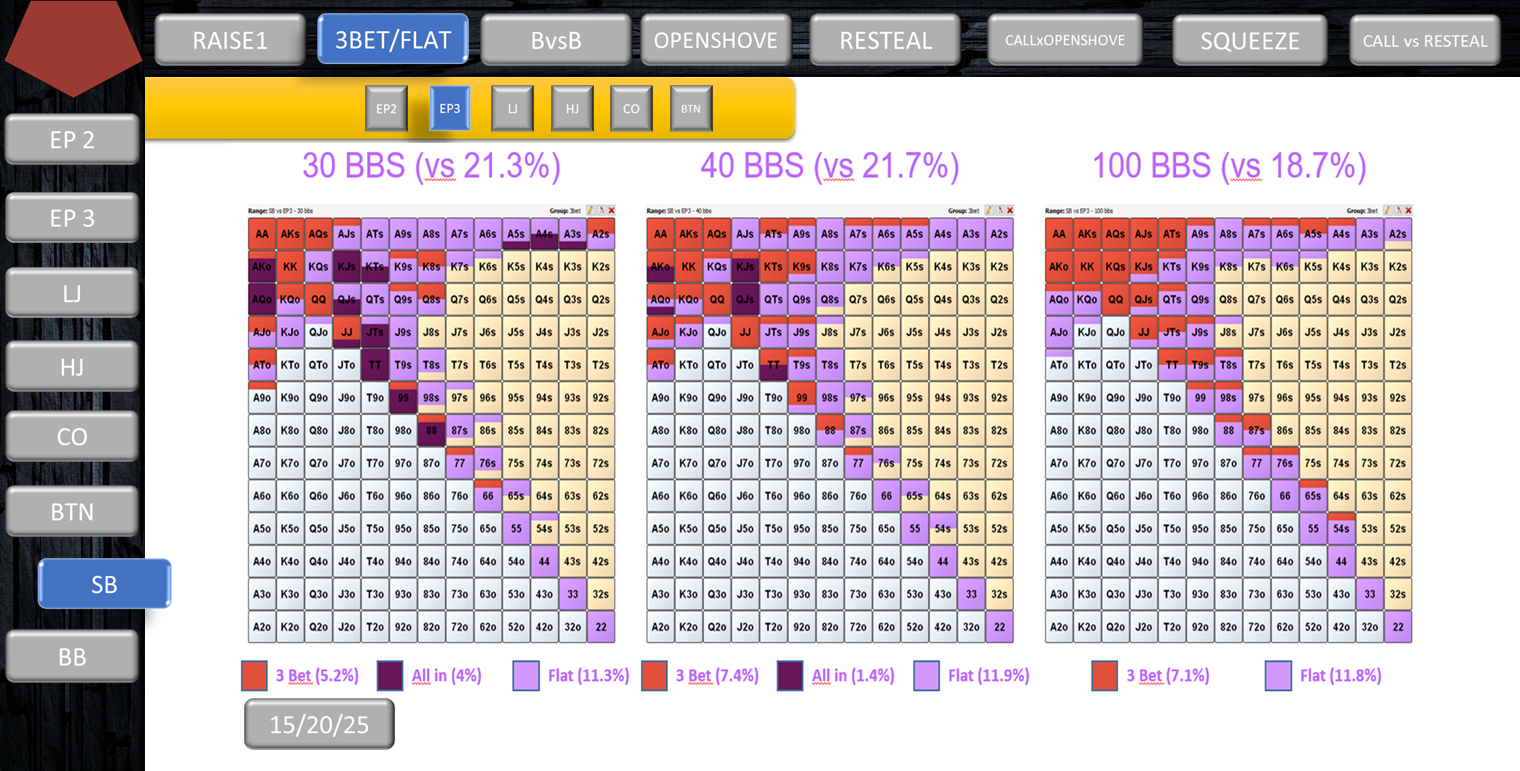 RAISE1 3BET/FLAT BvsB OPENSHOVE RESTEAL CALLxOPENSHOVE SQUEEZE CALL vs RESTEAL
EP2 EP3 LJ HJ CO BTN
EP 2
EP 3
LJ
HJ
CO
BTN
SB
BB
30 BBS (vs 21.3%)
Range: SB vs EP3 - 30 bbs Group: 3bet
AA AKs AQs AJs ATs A9s A8s A7s A6s A5s A4s A3s A2s
AKo KK KQs KJs KTs K9s K8s K7s K6s K5s K4s K3s K2s
AQo KQo QQ QJs QTs Q9s Q8s Q7s Q6s Q5s Q4s Q3s Q2s
AJo KJo QJo JJ JTs J9s J8s J7s J6s J5s J4s J3s J2s
ATo KTo QTo JTo TT T9s T8s T7s T6s T5s T4s T3s T2s
A9o K9o Q9o J9o T9o 99 98s 97s 96s 95s 94s 93s 92s
A8o K8o Q8o J8o T8o 98o 88 87s 86s 85s 84s 83s 82s
A7o K7o Q7o J7o T7o 97o 87o 77 76s 75s 74s 73s 72s
A6o K6o Q6o J6o T6o 96o 86o 76o 66 65s 64s 63s 62s
A5o K5o Q5o J5o T5o 95o 85o 75o 65o 55 54s 53s 52s
A4o K4o Q4o J4o T4o 94o 84o 74o 64o 54o 44 43s 42s
A3o K3o Q3o J3o T3o 93o 83o 73o 63o 53o 43o 33 32s
A2o K2o Q2o J2o T2o 92o 82o 72o 62o 52o 42o 32o 22
3 Bet (5.2%) All in (4%) Flat (11.3%)
40 BBS (vs 21.7%)
Range: SB vs EP3 - 40 bbs Group: 3bet
AA AKs AQs AJs ATs A9s A8s A7s A6s A5s A4s A3s A2s
AKo KK KQs KJs KTs K9s K8s K7s K6s K5s K4s K3s K2s
AQo KQo QQ QJs QTs Q9s Q8s Q7s Q6s Q5s Q4s Q3s Q2s
AJo KJo QJo JJ JTs J9s J8s J7s J6s J5s J4s J3s J2s
ATo KTo QTo JTo TT T9s T8s T7s T6s T5s T4s T3s T2s
A9o K9o Q9o J9o T9o 99 98s 97s 96s 95s 94s 93s 92s
A8o K8o Q8o J8o T8o 98o 88 87s 86s 85s 84s 83s 82s
A7o K7o Q7o J7o T7o 97o 87o 77 76s 75s 74s 73s 72s
A6o K6o Q6o J6o T6o 96o 86o 76o 66 65s 64s 63s 62s
A5o K5o Q5o J5o T5o 95o 85o 75o 65o 55 54s 53s 52s
A4o K4o Q4o J4o T4o 94o 84o 74o 64o 54o 44 43s 42s
A3o K3o Q3o J3o T3o 93o 83o 73o 63o 53o 43o 33 32s
A2o K2o Q2o J2o T2o 92o 82o 72o 62o 52o 42o 32o 22
3 Bet (7.4%) All in (1.4%) Flat (11.9%)
100 BBS (vs 18.7%)
Range: SB vs EP3 - 100 bbs Group: 3bet
AA AKs AQs AJs ATs A9s A8s A7s A6s A5s A4s A3s A2s
AKo KK KQs KJs KTs K9s K8s K7s K6s K5s K4s K3s K2s
AQo KQo QQ QJs QTs Q9s Q8s Q7s Q6s Q5s Q4s Q3s Q2s
AJo KJo QJo JJ JTs J9s J8s J7s J6s J5s J4s J3s J2s
ATo KTo QTo JTo TT T9s T8s T7s T6s T5s T4s T3s T2s
A9o K9o Q9o J9o T9o 99 98s 97s 96s 95s 94s 93s 92s
A8o K8o Q8o J8o T8o 98o 88 87s 86s 85s 84s 83s 82s
A7o K7o Q7o J7o T7o 97o 87o 77 76s 75s 74s 73s 72s
A6o K6o Q6o J6o T6o 96o 86o 76o 66 65s 64s 63s 62s
A5o K5o Q5o J5o T5o 95o 85o 75o 65o 55 54s 53s 52s
A4o K4o Q4o J4o T4o 94o 84o 74o 64o 54o 44 43s 42s
A3o K3o Q3o J3o T3o 93o 83o 73o 63o 53o 43o 33 32s
A2o K2o Q2o J2o T2o 92o 82o 72o 62o 52o 42o 32o 22
3 Bet (7.1%) Flat (11.8%)
15/20/25